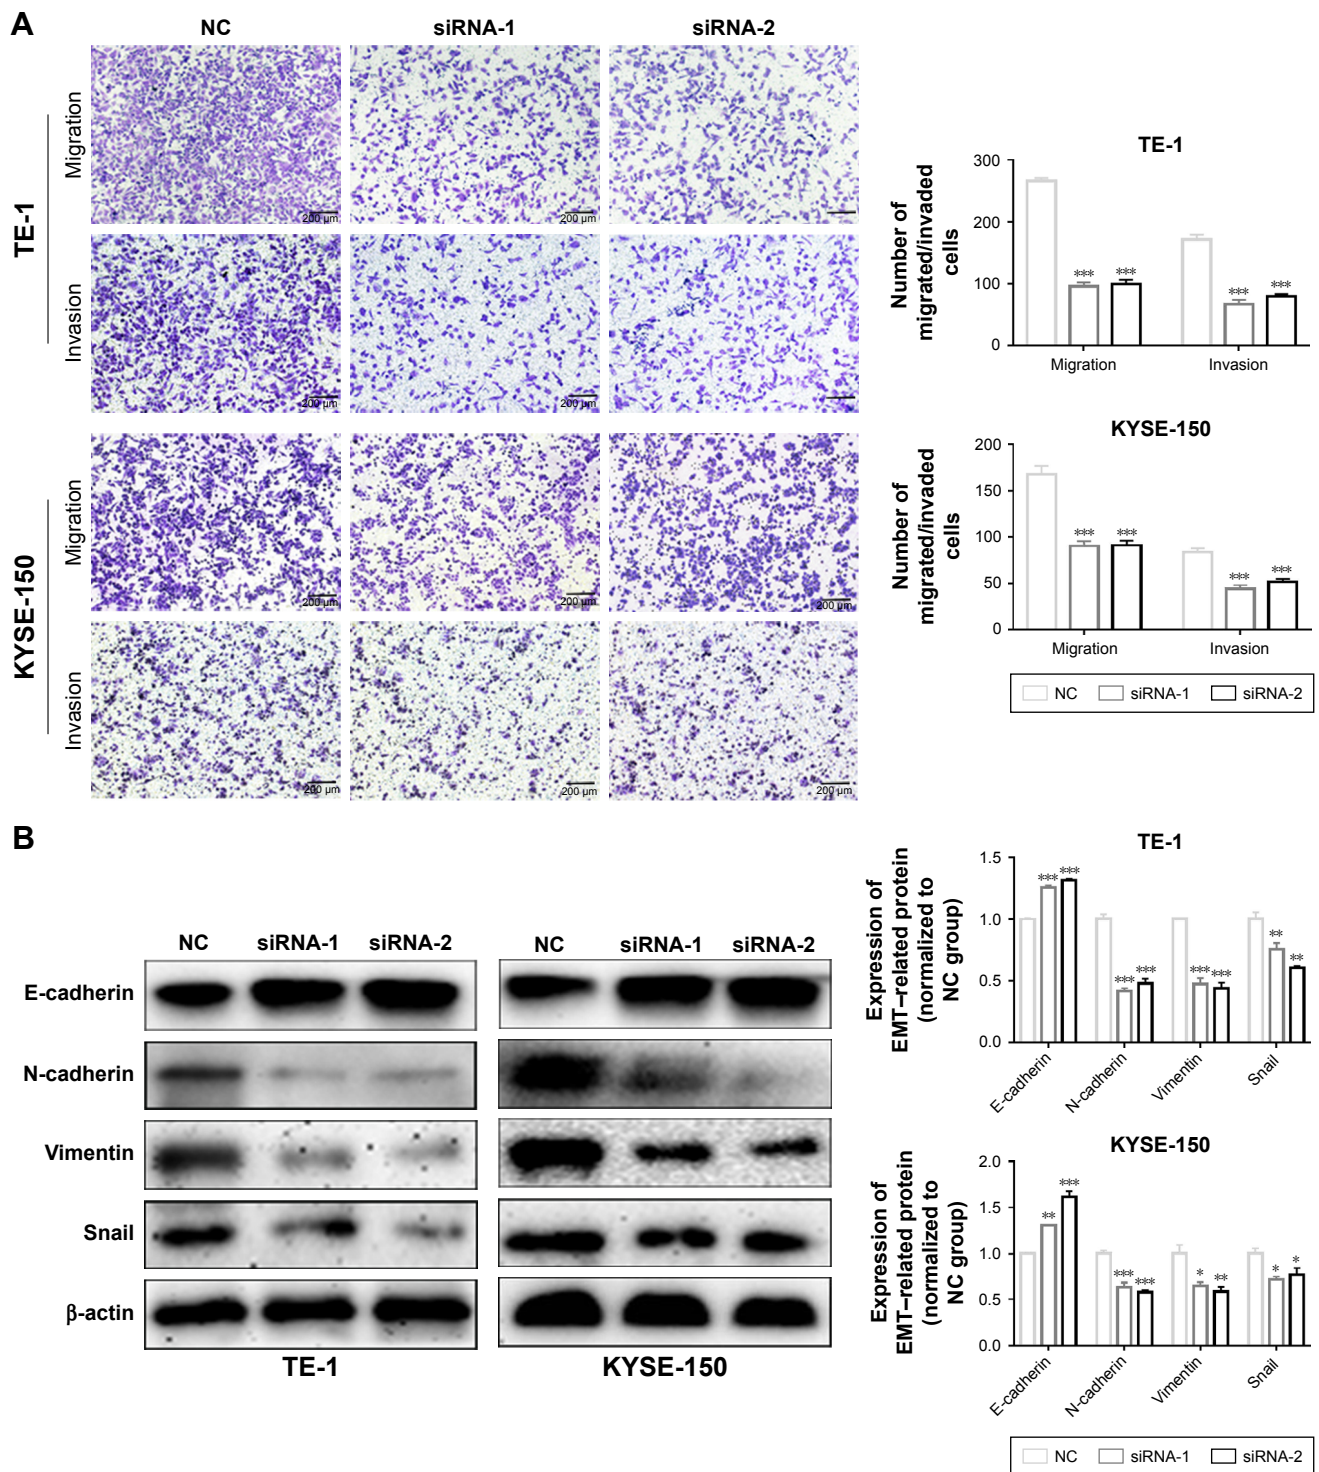 A
NC
siRNA-1
siRNA-2
TE-1
Migration
200 µm
200 µm
Invasion
200 µm
200 µm
KYSE-150
Migration
200 µm
200 µm
200 µm
Invasion
200 µm
200 µm
200 µm
TE-1
Number of
migrated/invaded
cells
300
200
100
0
***
***
***
***
Migration
Invasion
KYSE-150
Number of
migrated/invaded
cells
200
150
100
50
0
***
***
***
***
Migration
Invasion
NC
siRNA-1
siRNA-2
B
NC
siRNA-1
siRNA-2
NC
siRNA-1
siRNA-2
E-cadherin
N-cadherin
Vimentin
Snail
β-actin
TE-1
KYSE-150
TE-1
Expression of
EMT–related protein
(normalized to
NC group)
1.5
1.0
0.5
0.0
***
***
***
***
***
***
**
**
E-cadherin
N-cadherin
Vimentin
Snail
KYSE-150
Expression of
EMT–related protein
(normalized to
NC group)
2.0
1.5
1.0
0.5
0.0
**
***
***
***
*
**
*
*
E-cadherin
N-cadherin
Vimentin
Snail
NC
siRNA-1
siRNA-2